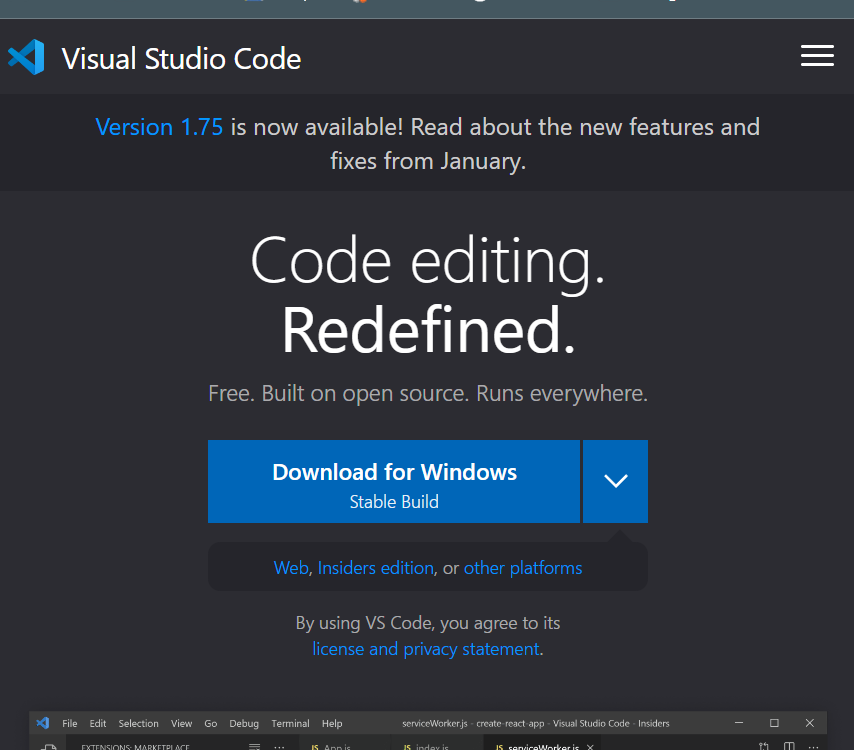 Visual Studio Code
Version 1.75 is now available! Read about the new features and
fixes from January.
Code editing.
Redefined.
Free. Built on open source. Runs everywhere.
Download for Windows
Stable Build
Web, Insiders edition, or other platforms
By using VS Code, you agree to its
license and privacy statement.
File Edit Selection View Go Debug Terminal Help serviceWorker.js - create-react-app - Visual Studio Code - Insiders
EXTENSIONS: MARKETPLACE ... JS App.js JS index.js JS serviceWorker.js